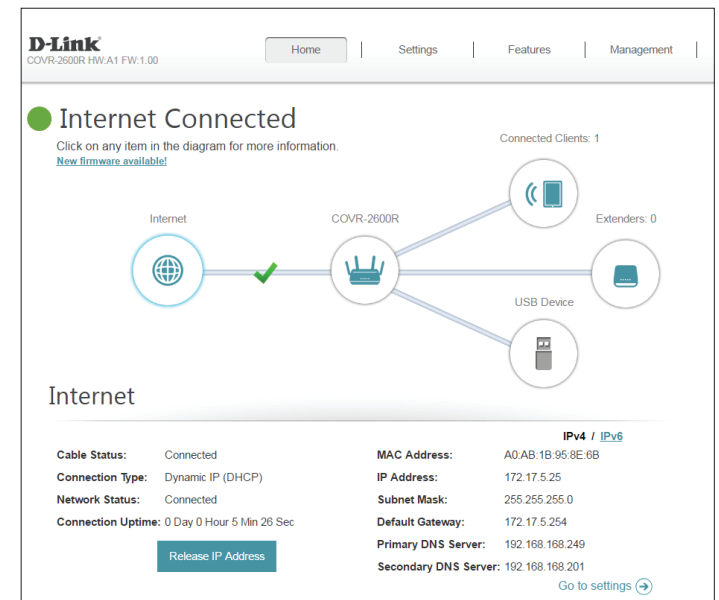 D-Link
COVR-2600R HW:A1 FW:1.00
Home
Settings
Features
Management
Internet Connected
Click on any item in the diagram for more information.
New firmware available!
Connected Clients: 1
Internet
COVR-2600R
Extenders: 0
USB Device
Internet
IPv4 / IPv6
Cable Status: Connected
Connection Type: Dynamic IP (DHCP)
Network Status: Connected
Connection Uptime: 0 Day 0 Hour 5 Min 26 Sec
Release IP Address
MAC Address: A0:AB:1B:95:8E:6B
IP Address: 172.17.5.25
Subnet Mask: 255.255.255.0
Default Gateway: 172.17.5.254
Primary DNS Server: 192.168.168.249
Secondary DNS Server: 192.168.168.201
Go to settings